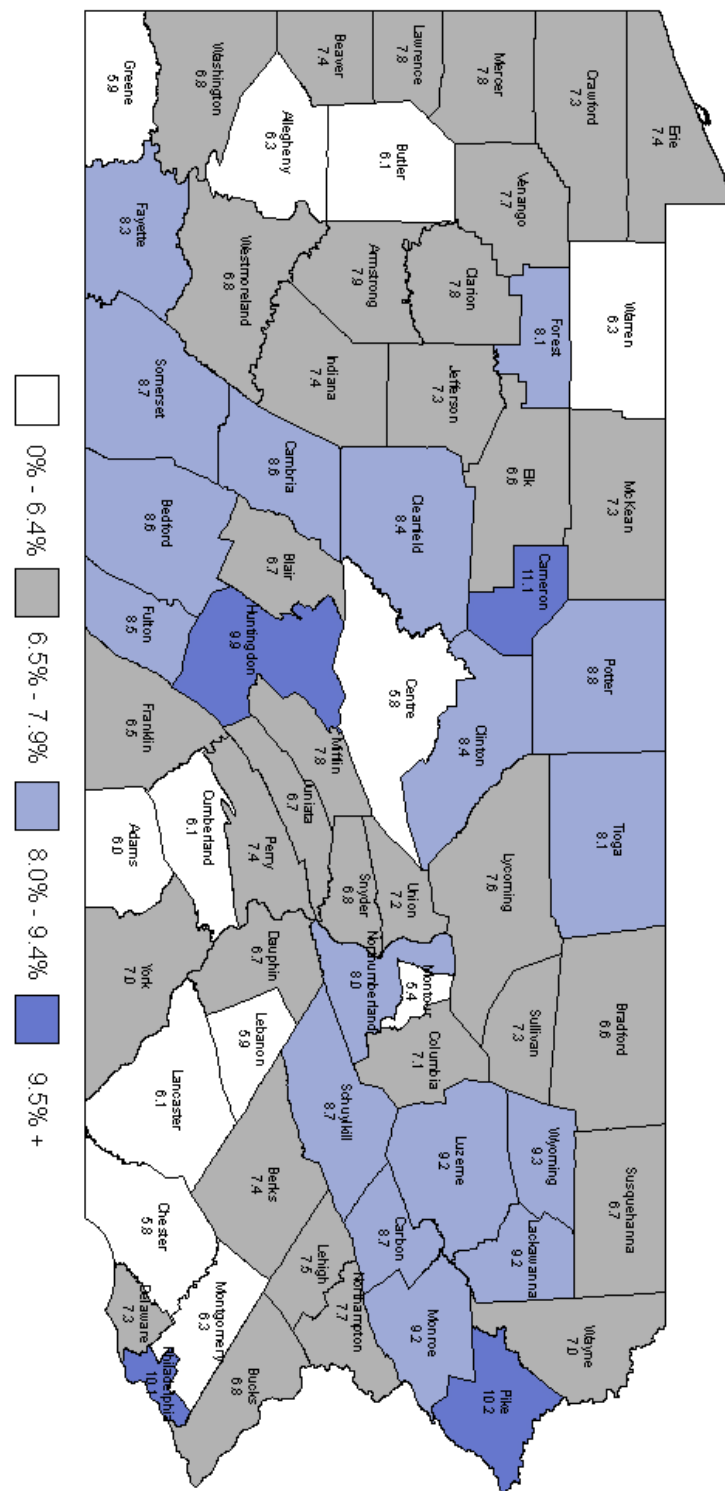 Erie
7.4
Crawford
7.3
Warren
6.3
McKean
7.3
Potter
8.8
Tioga
8.1
Bradford
6.6
Susquehanna
6.7
Wayne
7.0
Mercer
7.8
Venango
7.7
Forest
8.1
Elk
6.6
Cameron
11.1
Clinton
8.4
Lycoming
7.6
Sullivan
7.3
Wyoming
9.3
Lackawanna
9.2
Pike
10.2
Lawrence
7.8
Butler
6.1
Clarion
7.8
Jefferson
7.3
Clearfield
8.4
Centre
5.8
Union
7.2
Montour
5.4
Columbia
7.1
Luzerne
9.2
Monroe
9.2
Beaver
7.4
Armstrong
7.9
Indiana
7.4
Cambria
8.6
Blair
6.7
Mifflin
7.8
Snyder
6.8
Northumberland
8.0
Schuylkill
8.7
Carbon
8.7
Northampton
7.7
Allegheny
6.3
Westmoreland
6.8
Huntingdon
9.9
Juniata
6.7
Perry
7.4
Dauphin
6.7
Lebanon
5.9
Berks
7.4
Lehigh
7.5
Washington
6.8
Greene
5.9
Fayette
8.3
Somerset
8.7
Bedford
8.6
Fulton
8.5
Franklin
6.5
Cumberland
6.1
Adams
6.0
York
7.0
Lancaster
6.1
Chester
5.8
Montgomery
6.3
Bucks
6.8
Delaware
7.3
Philadelphia
10.1
0% - 6.4%
6.5% - 7.9%
8.0% - 9.4%
9.5% +